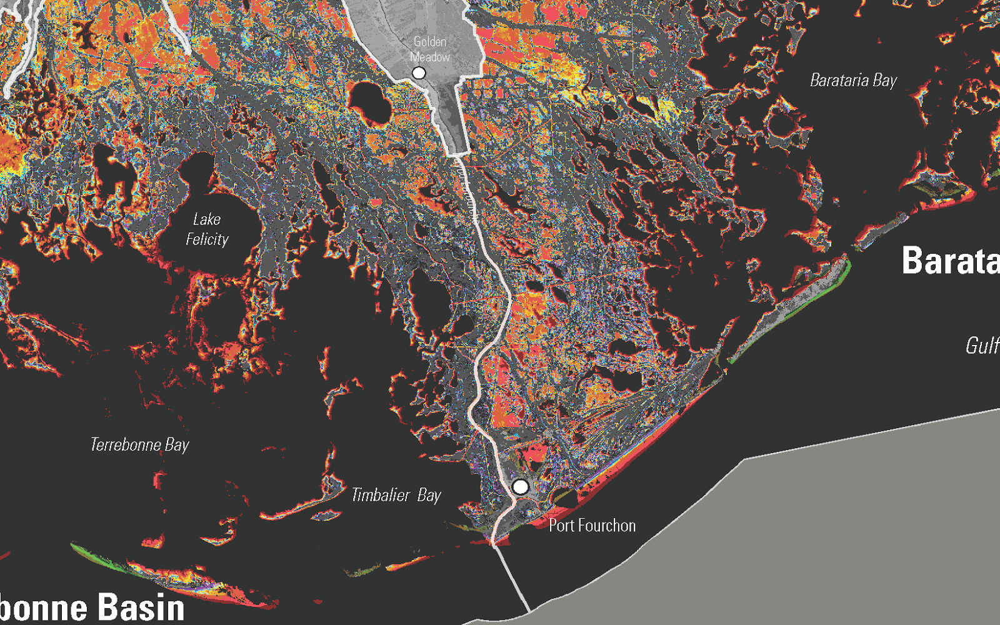 Golden
Meadow
Barataria Bay
Lake
Felicity
Barata
Gulf
Terrebonne Bay
Timbalier Bay
Port Fourchon
bonne Basin